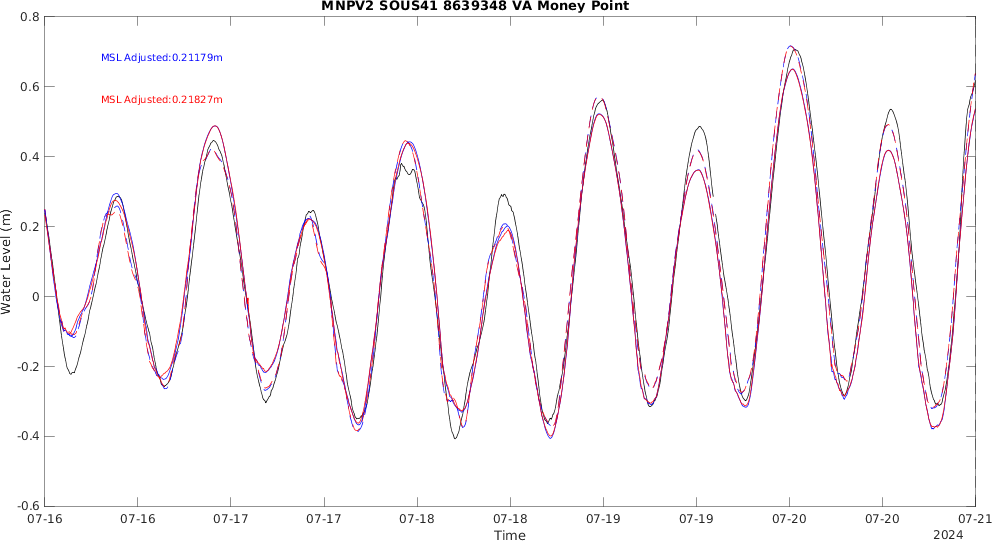 MNPV2 SOUS41 8639348 VA Money Point
0.8
MSL Adjusted:0.21179m
0.6
MSL Adjusted:0.21827m
0.4
0.2
Water Level (m)
0
-0.2
-0.4
-0.6
07-16 07-16 07-17 07-17 07-18 07-18 07-19 07-19 07-20 07-20 07-21
Time
2024